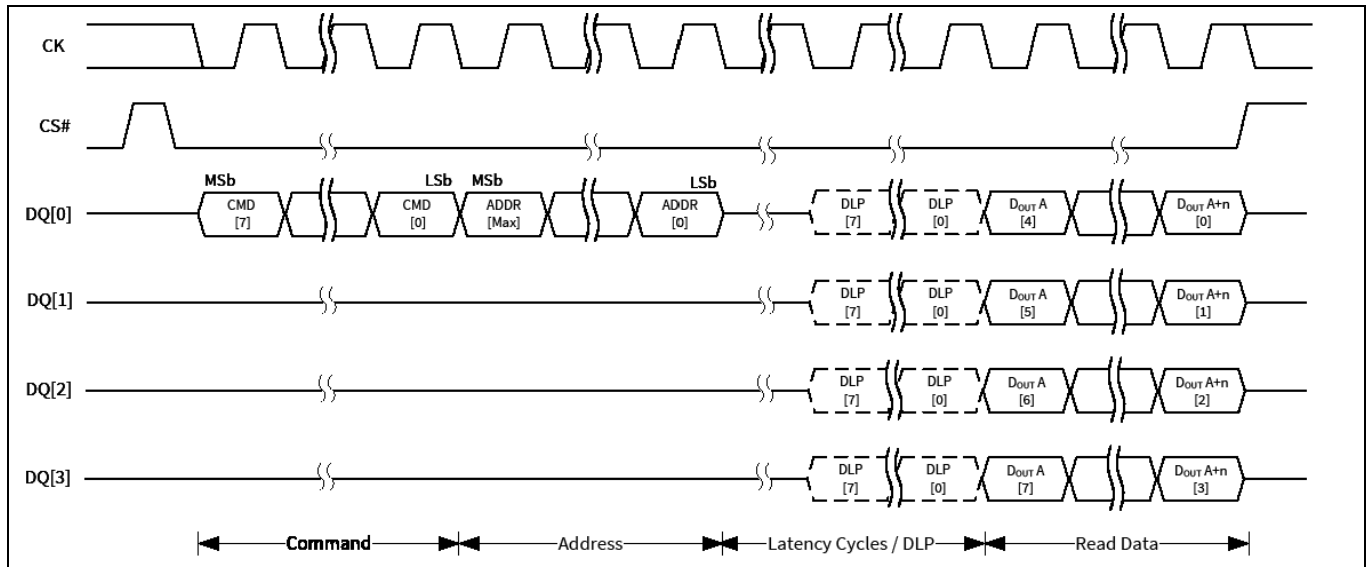 CK
CS#
MSb LSb MSb LSb
DQ[0] CMD [7] CMD [0] ADDR [Max] ADDR [0] DLP [7] DLP [0] DOUT A [4] DOUT A+n [0]
DQ[1] DLP [7] DLP [0] DOUT A [5] DOUT A+n [1]
DQ[2] DLP [7] DLP [0] DOUT A [6] DOUT A+n [2]
DQ[3] DLP [7] DLP [0] DOUT A [7] DOUT A+n [3]
Command Address Latency Cycles / DLP Read Data